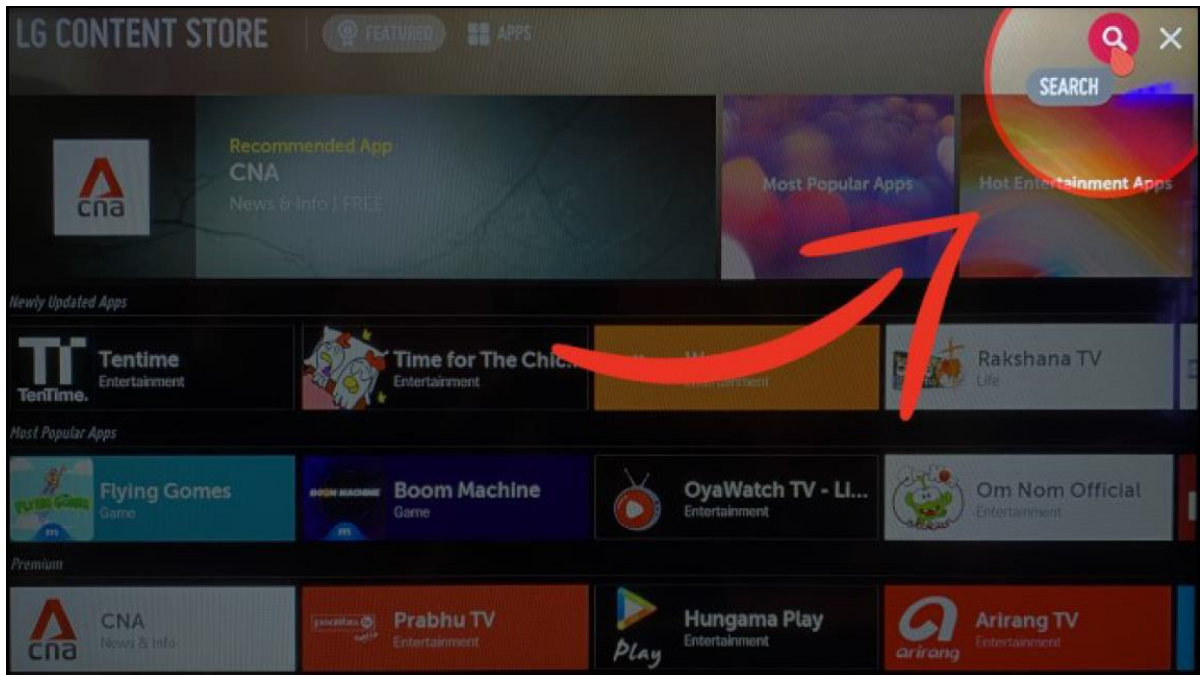 LG CONTENT STORE
FEATURED
APPS
SEARCH
cna
Recommended App
CNA
News & Info | FREE
Most Popular Apps
Hot Entertainment Apps
Newly Updated Apps
TenTime.
Tentime
Entertainment
Time for The Chic...
Entertainment
Entertainment
Rakshana TV
Life
Most Popular Apps
Flying Gomes
Game
m
BOOM MACHINE
m
Boom Machine
Game
OyaWatch TV - Li...
Entertainment
Om Nom Official
Entertainment
Premium
cna
CNA
News & Info
Prabhu TV
Entertainment
Play
Hungama Play
Entertainment
arirang
Arirang TV
Entertainment